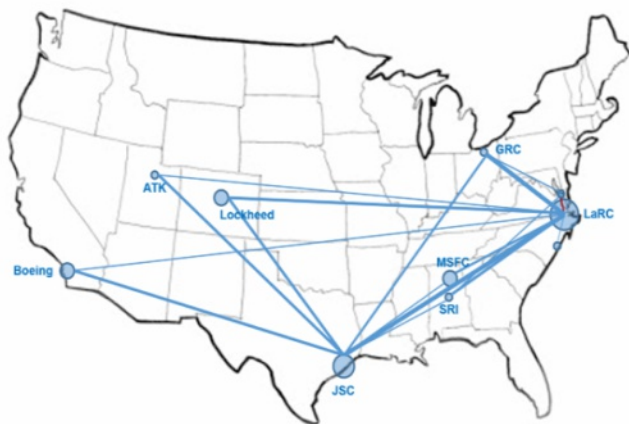 GRC
ATK
Lockheed
LaRC
Boeing
MSFC
SRI
JSC